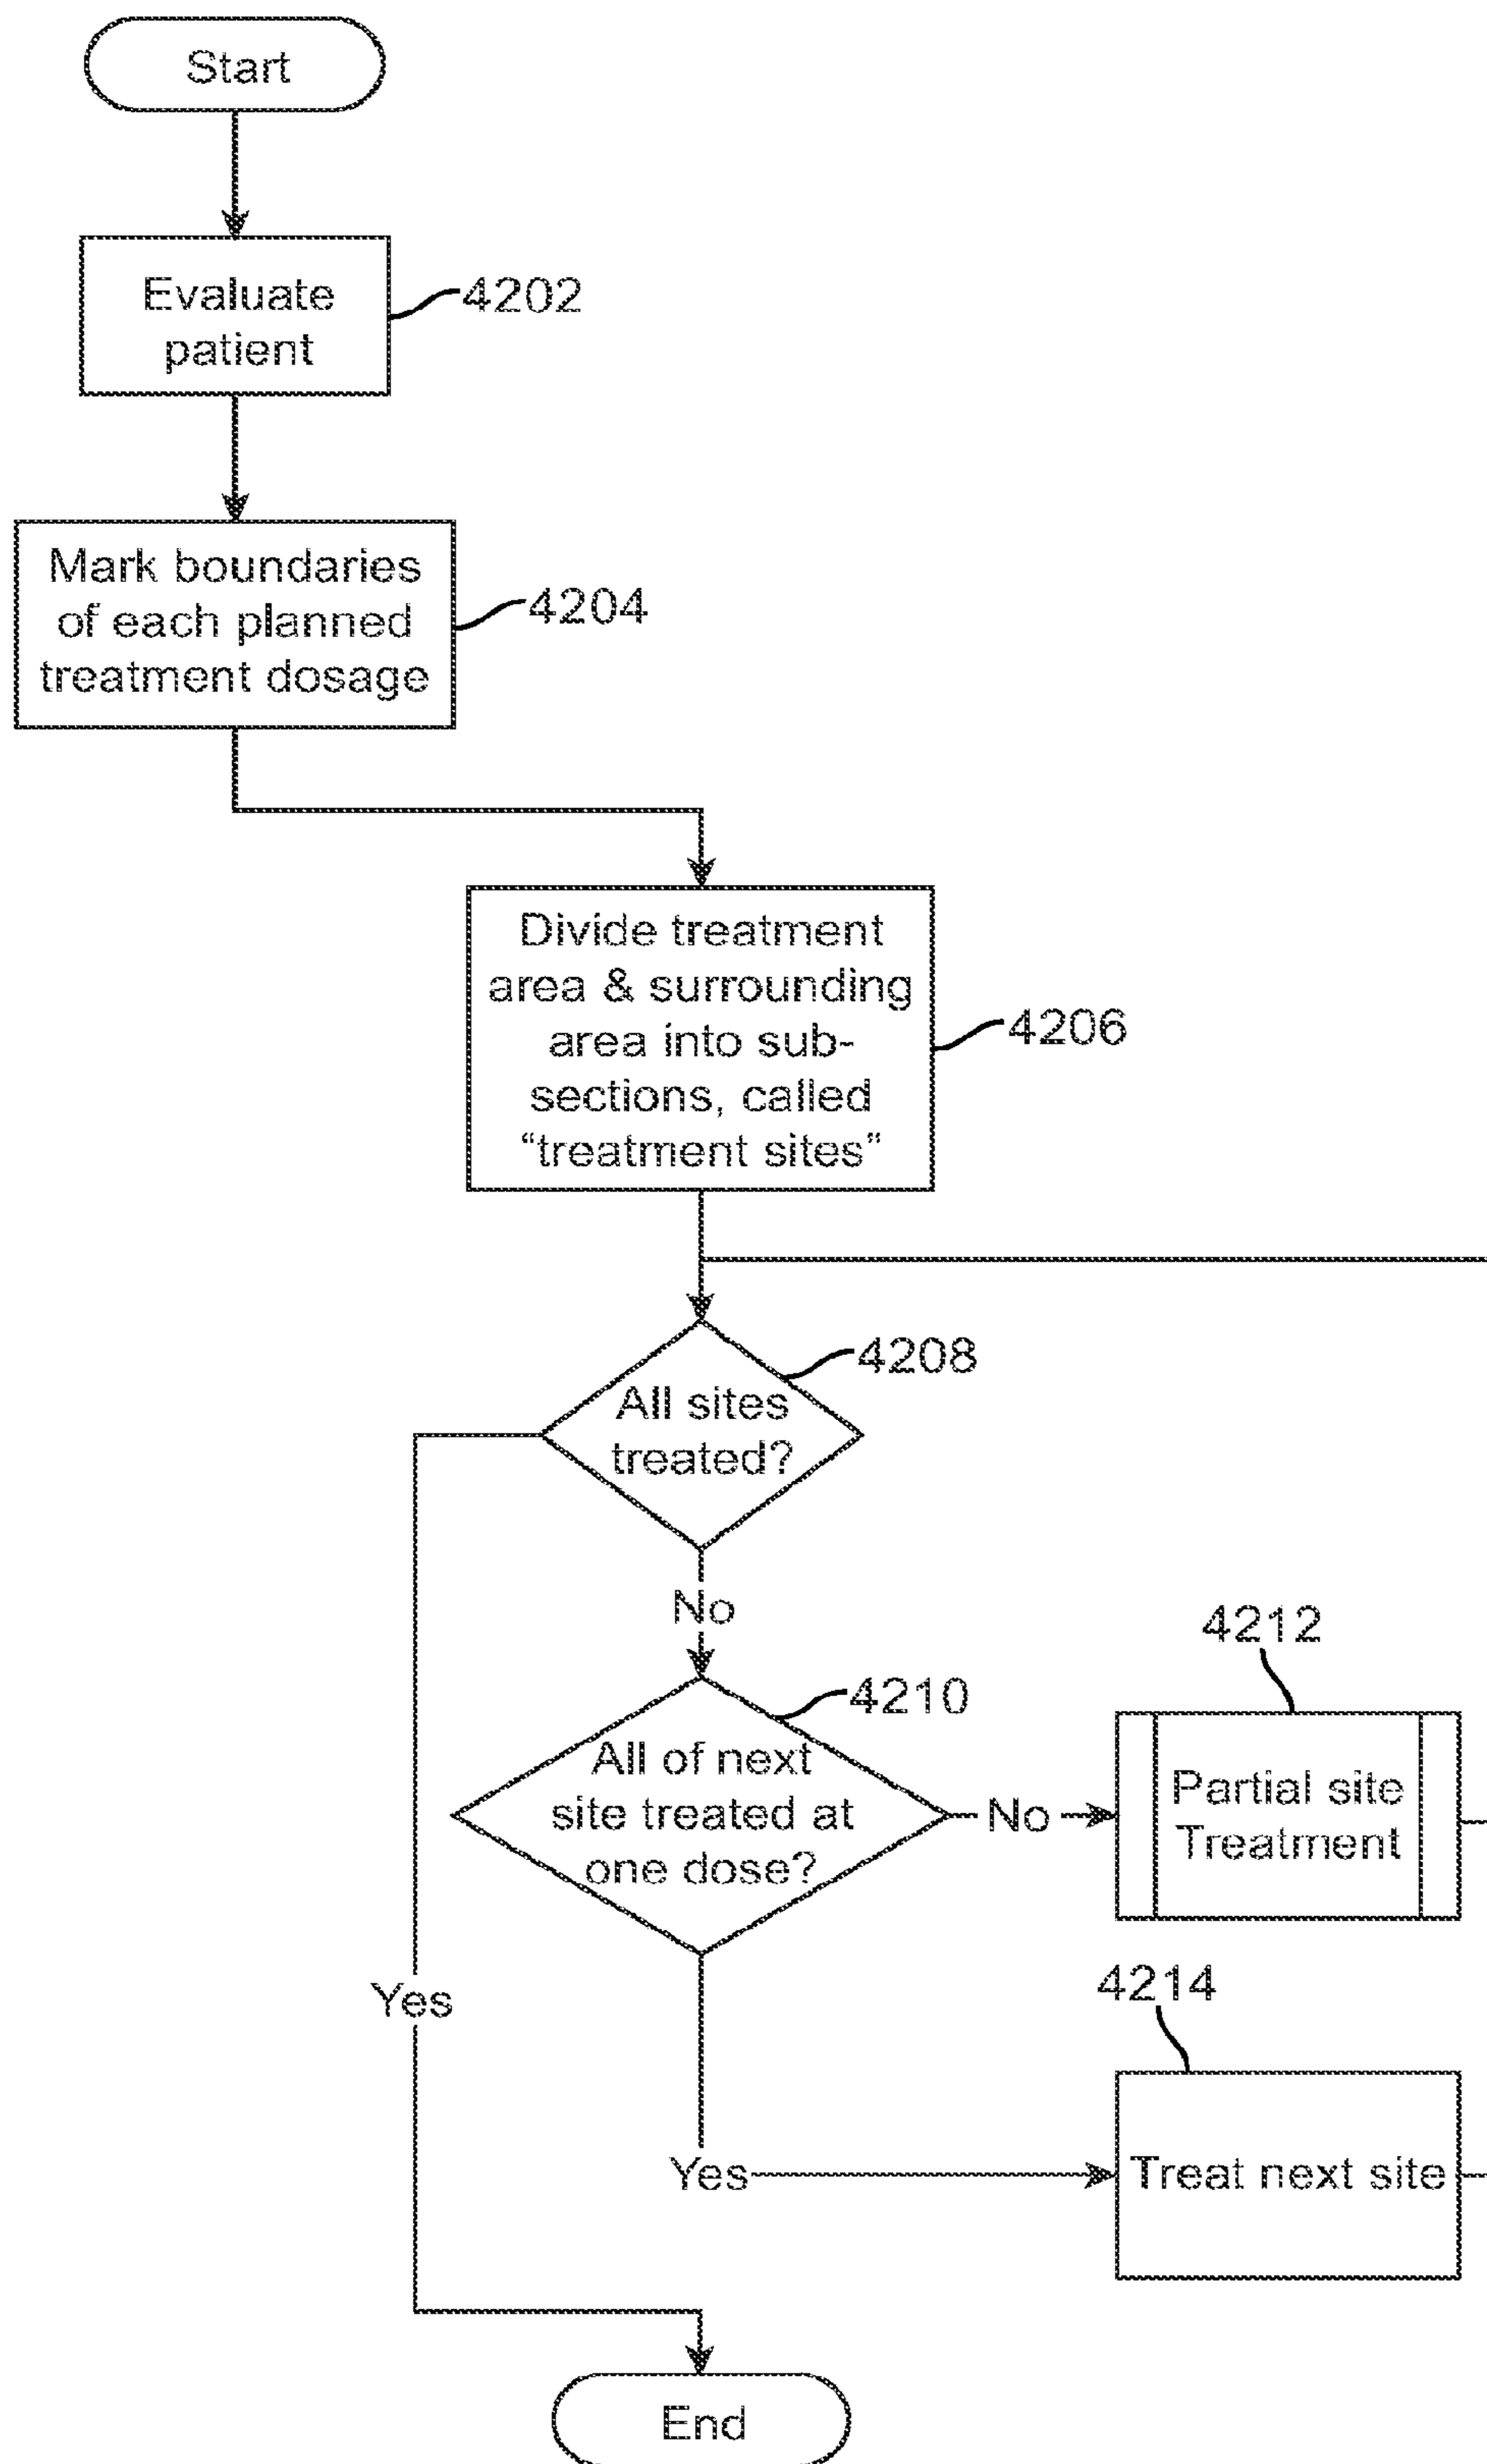 Start
Evaluate
patient
4202
Mark boundaries
of each planned
treatment dosage
4204
Divide treatment
area & surrounding
area into sub-
sections, called
“treatment sites”
4206
All sites
treated?
4208
No
All of next
site treated at
one dose?
4210
No
4212
Partial site
Treatment
Yes
4214
Treat next site
Yes
End